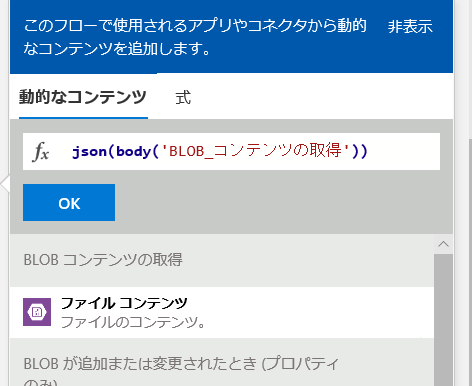 このフローで使用されるアプリやコネクタから動的 非表示
なコンテンツを追加します。
動的なコンテンツ 式
fx json(body('BLOB_コンテンツの取得'))
OK
BLOB コンテンツの取得
ファイル コンテンツ
ファイルのコンテンツ。
BLOB が追加または変更されたとき (プロパティ
のみ)